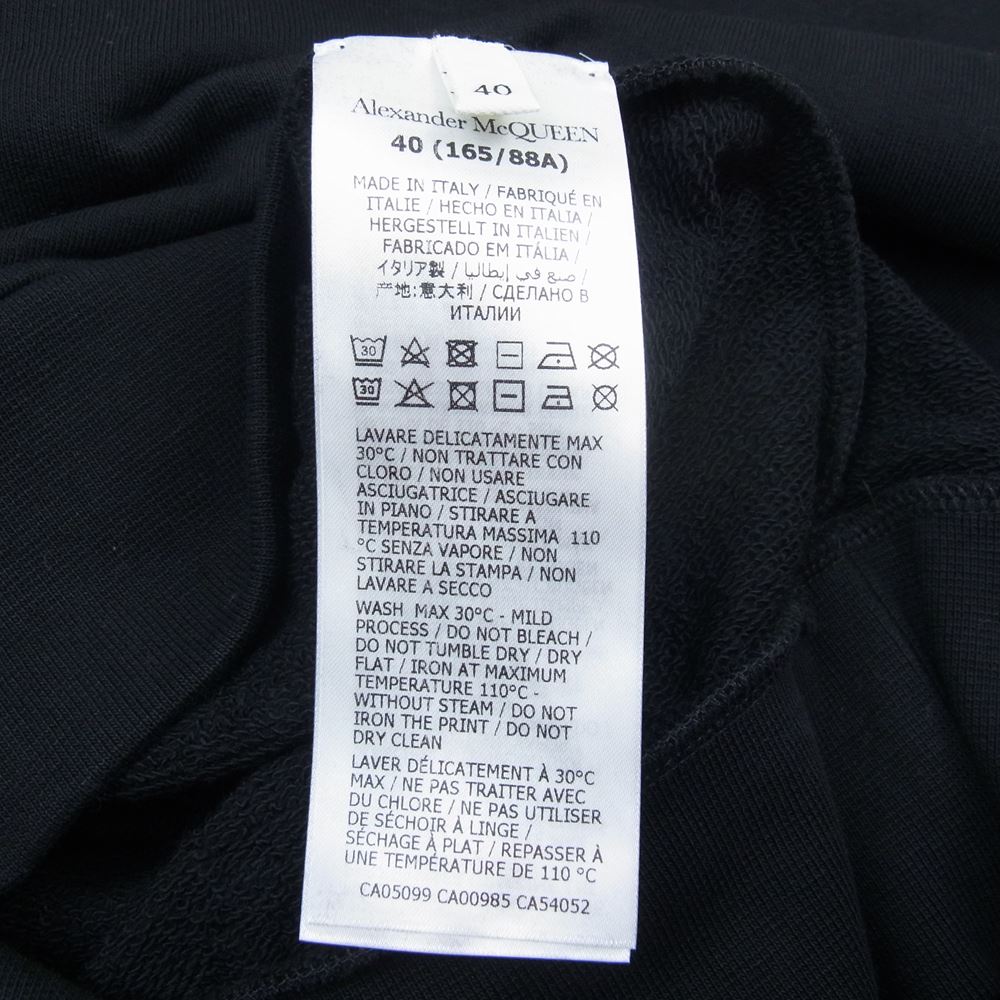 40
Alexander McQUEEN
40 (165/88A)
MADE IN ITALY / FABRIQUÉ EN
ITALIE / HECHO EN ITALIA /
HERGESTELLT IN ITALIEN /
FABRICADO EM ITÁLIA /
イタリア製 / صنع في إيطاليا /
产地:意大利 / СДЕЛАНО В
ИТАЛИИ
30
30
LAVARE DELICATAMENTE MAX
30°C / NON TRATTARE CON
CLORO / NON USARE
ASCIUGATRICE / ASCIUGARE
IN PIANO / STIRARE A
TEMPERATURA MASSIMA 110
°C SENZA VAPORE / NON
STIRARE LA STAMPA / NON
LAVARE A SECCO
WASH MAX 30°C - MILD
PROCESS / DO NOT BLEACH /
DO NOT TUMBLE DRY / DRY
FLAT / IRON AT MAXIMUM
TEMPERATURE 110°C -
WITHOUT STEAM / DO NOT
IRON THE PRINT / DO NOT
DRY CLEAN
LAVER DÉLICATEMENT À 30°C
MAX / NE PAS TRAITER AVEC
DU CHLORE / NE PAS UTILISER
DE SÉCHOIR À LINGE /
SÉCHAGE À PLAT / REPASSER À
UNE TEMPÉRATURE DE 110 °C
CA05099 CA00985 CA54052